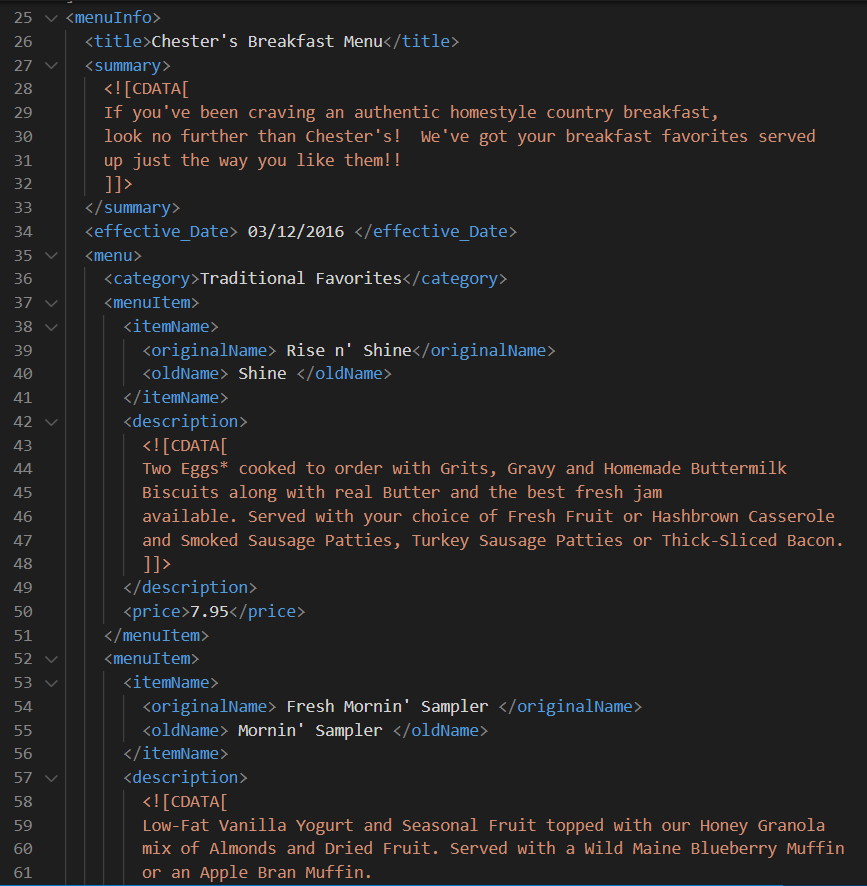 25 <menuInfo>
26 <title>Chester's Breakfast Menu</title>
27 <summary>
28 <![CDATA[
29 If you've been craving an authentic homestyle country breakfast,
30 look no further than Chester's!  We've got your breakfast favorites served
31 up just the way you like them!!
32 ]]>
33 </summary>
34 <effective_Date> 03/12/2016 </effective_Date>
35 <menu>
36 <category>Traditional Favorites</category>
37 <menuItem>
38 <itemName>
39 <originalName> Rise n' Shine</originalName>
40 <oldName> Shine </oldName>
41 </itemName>
42 <description>
43 <![CDATA[
44 Two Eggs* cooked to order with Grits, Gravy and Homemade Buttermilk
45 Biscuits along with real Butter and the best fresh jam
46 available. Served with your choice of Fresh Fruit or Hashbrown Casserole
47 and Smoked Sausage Patties, Turkey Sausage Patties or Thick-Sliced Bacon.
48 ]]>
49 </description>
50 <price>7.95</price>
51 </menuItem>
52 <menuItem>
53 <itemName>
54 <originalName> Fresh Mornin' Sampler </originalName>
55 <oldName> Mornin' Sampler </oldName>
56 </itemName>
57 <description>
58 <![CDATA[
59 Low-Fat Vanilla Yogurt and Seasonal Fruit topped with our Honey Granola
60 mix of Almonds and Dried Fruit. Served with a Wild Maine Blueberry Muffin
61 or an Apple Bran Muffin.